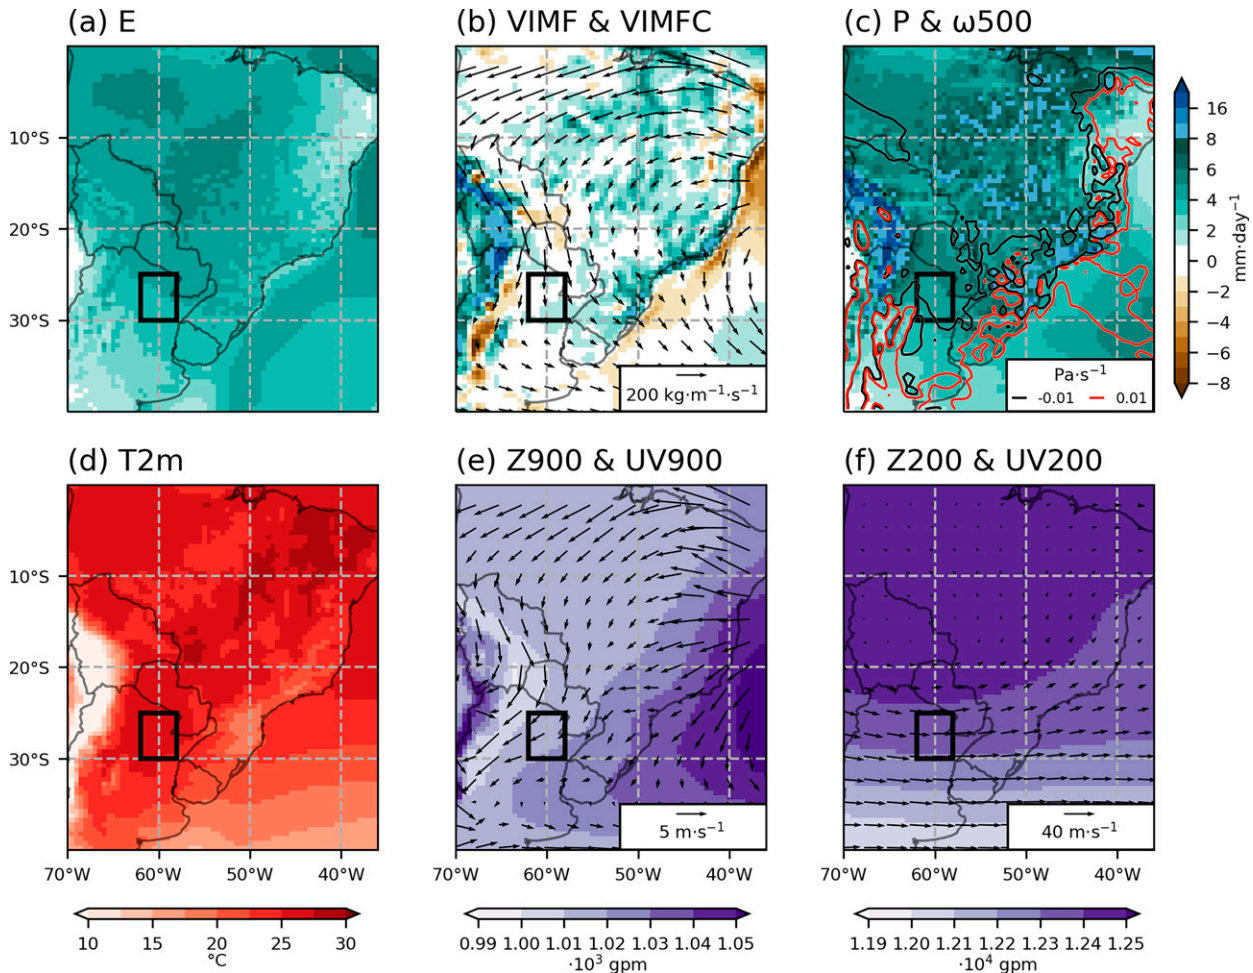 (a) E
(b) VIMF & VIMFC
(c) P & ω500
10°S
20°S
30°S
200 kg·m⁻¹·s⁻¹
Pa·s⁻¹
-0.01 0.01
16
8
6
4
2
0
−2
−4
−6
−8
mm·day⁻¹
(d) T2m
(e) Z900 & UV900
(f) Z200 & UV200
10°S
20°S
30°S
5 m·s⁻¹
40 m·s⁻¹
70°W 60°W 50°W 40°W
70°W 60°W 50°W 40°W
70°W 60°W 50°W 40°W
10 15 20 25 30
°C
0.99 1.00 1.01 1.02 1.03 1.04 1.05
·10³ gpm
1.19 1.20 1.21 1.22 1.23 1.24 1.25
·10⁴ gpm